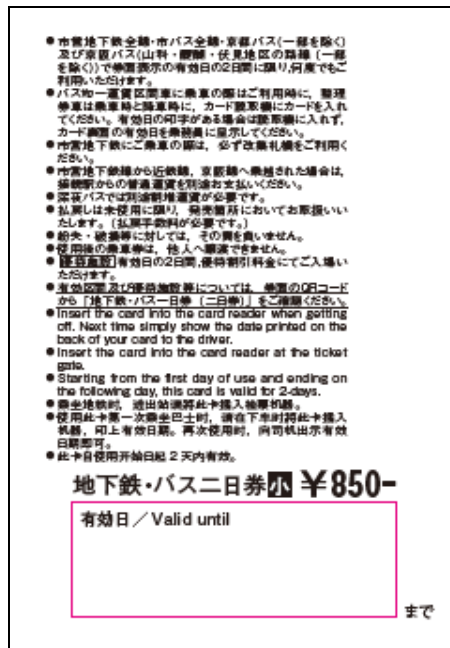 ●市営地下鉄全線・市バス全線・京都バス(一部を除く)
及び京阪バス(山科・醍醐・伏見地区の路線（一部
を除く))で券面表示の有効日の2日間に限り,何度でもご
利用いただけます。
●バス均一運賃区間車に乗車の際はご利用時に，整理
券車は乗車時と降車時に，カード読取機にカードを入れ
てください。有効日の印字がある場合は読取機に入れず，
カード裏面の有効日を乗務員に呈示してください。
●市営地下鉄にご乗車の際は，必ず改集札機をご利用く
ださい。
●市営地下鉄線から近鉄線，京阪線へ乗越された場合は，
接続駅からの普通運賃を別途お支払いください。
●深夜バスでは別途割増運賃が必要です。
●払戻しは未使用に限り，発売箇所においてお取扱いい
たします。（払戻手数料が必要です。）
●紛失・破損等に対しては，その責を負いません。
●使用後の乗車券は，他人へ譲渡できません。
●優待施設 有効日の2日間,優待割引料金にてご入場い
ただけます。
●有効区間及び優待施設等については，券面のQRコード
から「地下鉄・バス一日券（二日券）」をご確認ください。
●Insert the card into the card reader when getting
off. Next time simply show the date printed on the
back of your card to the driver.
●Insert the card into the card reader at the ticket
gate.
●Starting from the first day of use and ending on
the following day, this card is valid for 2-days.
●乘坐地铁时，进出站须将此卡插入检票机器。
●使用此卡第一次乘坐巴士时，请在下车时将此卡插入
机器，印上有效日期。再次使用时，向司机出示有效
日期即可。
●此卡自使用开始日起 2 天内有效。
地下鉄・バス二日券 小 ￥850-
有効日／Valid until
まで